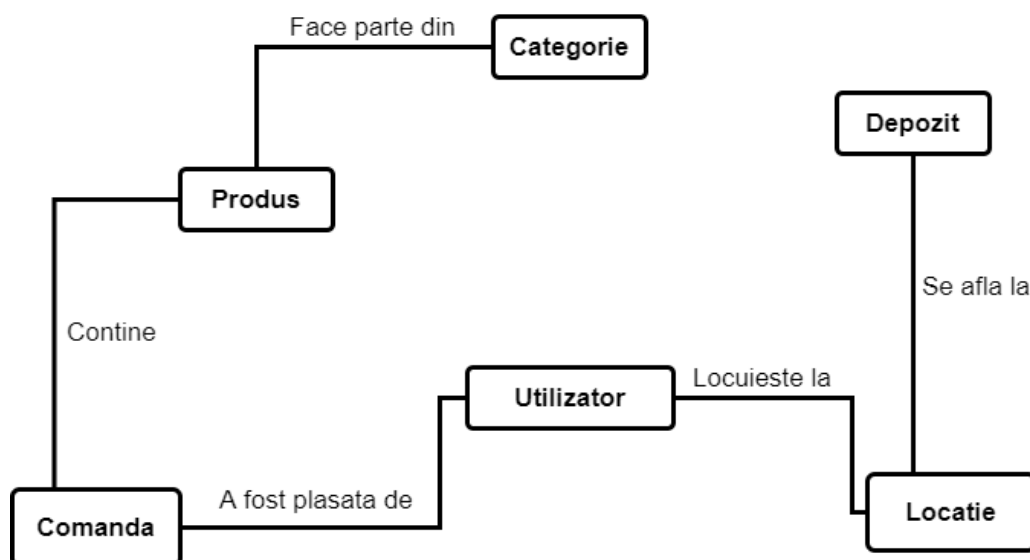 Face parte din
Categorie
Depozit
Produs
Se afla la
Contine
Locuieste la
Utilizator
A fost plasata de
Locatie
Comanda